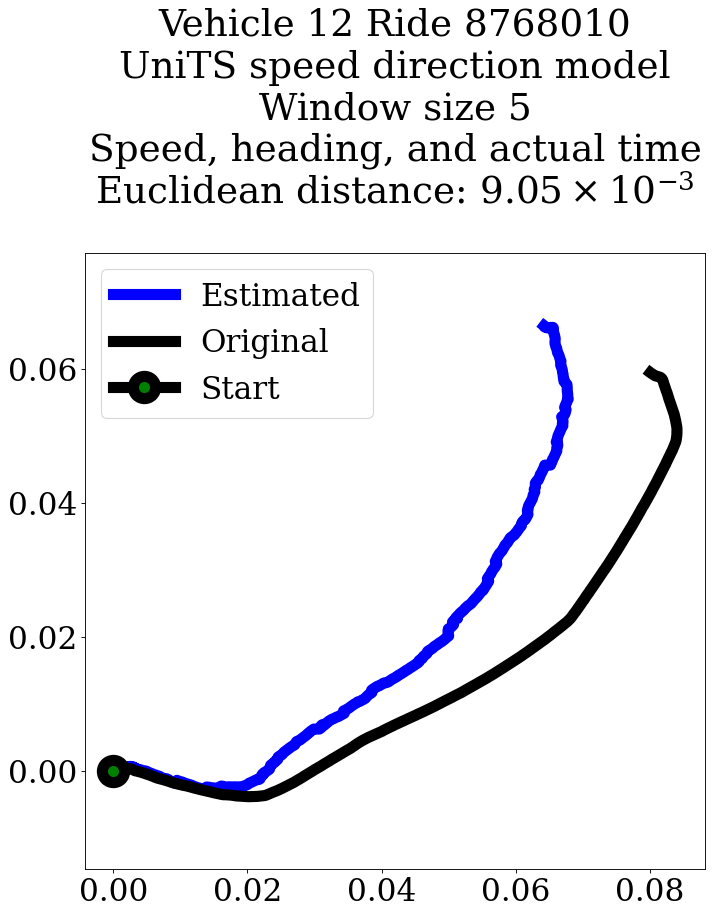 Vehicle 12 Ride 8768010
UniTS speed direction model
Window size 5
Speed, heading, and actual time
Euclidean distance: 9.05 × 10⁻³
Estimated
Original
Start
0.06
0.04
0.02
0.00
0.00 0.02 0.04 0.06 0.08